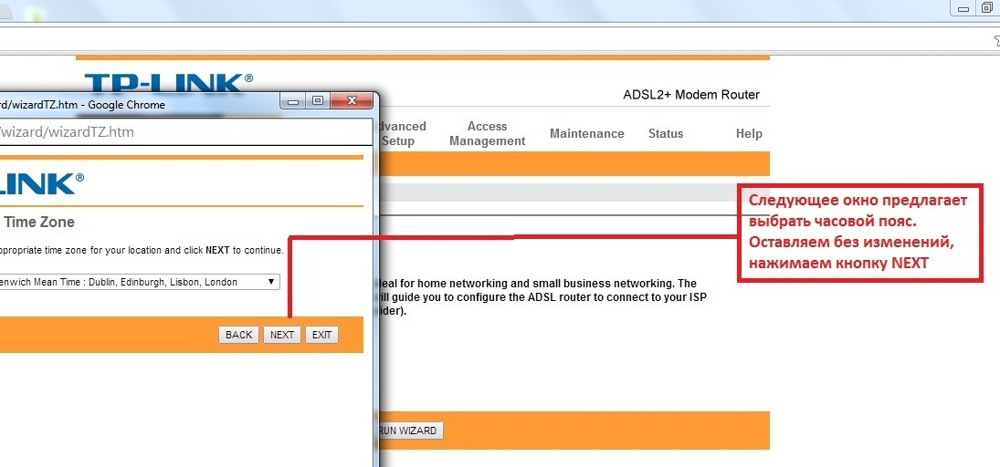 TP-LINK®
ADSL2+ Modem Router
rd/wizardTZ.htm - Google Chrome
/wizard/wizardTZ.htm
dvanced Setup
Access Management
Maintenance
Status
Help
LINK®
Time Zone
ppropriate time zone for your location and click NEXT to continue.
enwich Mean Time : Dublin, Edinburgh, Lisbon, London
BACK
NEXT
EXIT
Следующее окно предлагает
выбрать часовой пояс.
Оставляем без изменений,
нажимаем кнопку NEXT
deal for home networking and small business networking. The
ill guide you to configure the ADSL router to connect to your ISP
ider).
RUN WIZARD